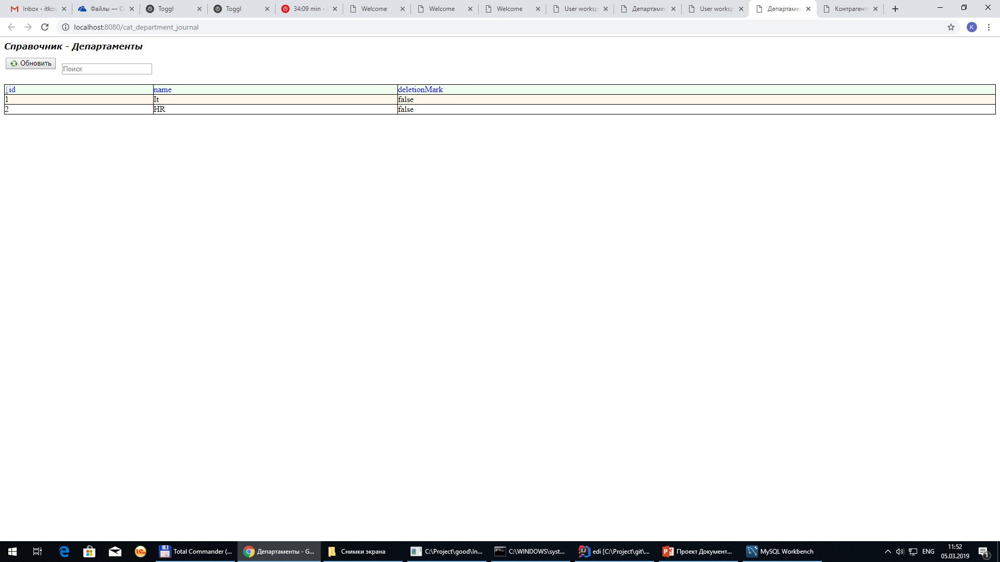 Inbox - itkos
Файлы — O
Toggl
Toggl
34:09 min -
Welcome
Welcome
Welcome
User worksp
Департамен
User worksp
Департамен
Контрагент
localhost:8080/cat_department_journal
K
Справочник - Департаменты
Обновить
Поиск
↓id name deletionMark
1 It false
2 HR false
Total Commander (...
Департаменты - G...
Снимки экрана
C:\Project\good\In...
C:\WINDOWS\syst...
edi [C:\Project\git\...
Проект Документ...
MySQL Workbench
ENG
11:52
05.03.2019
1